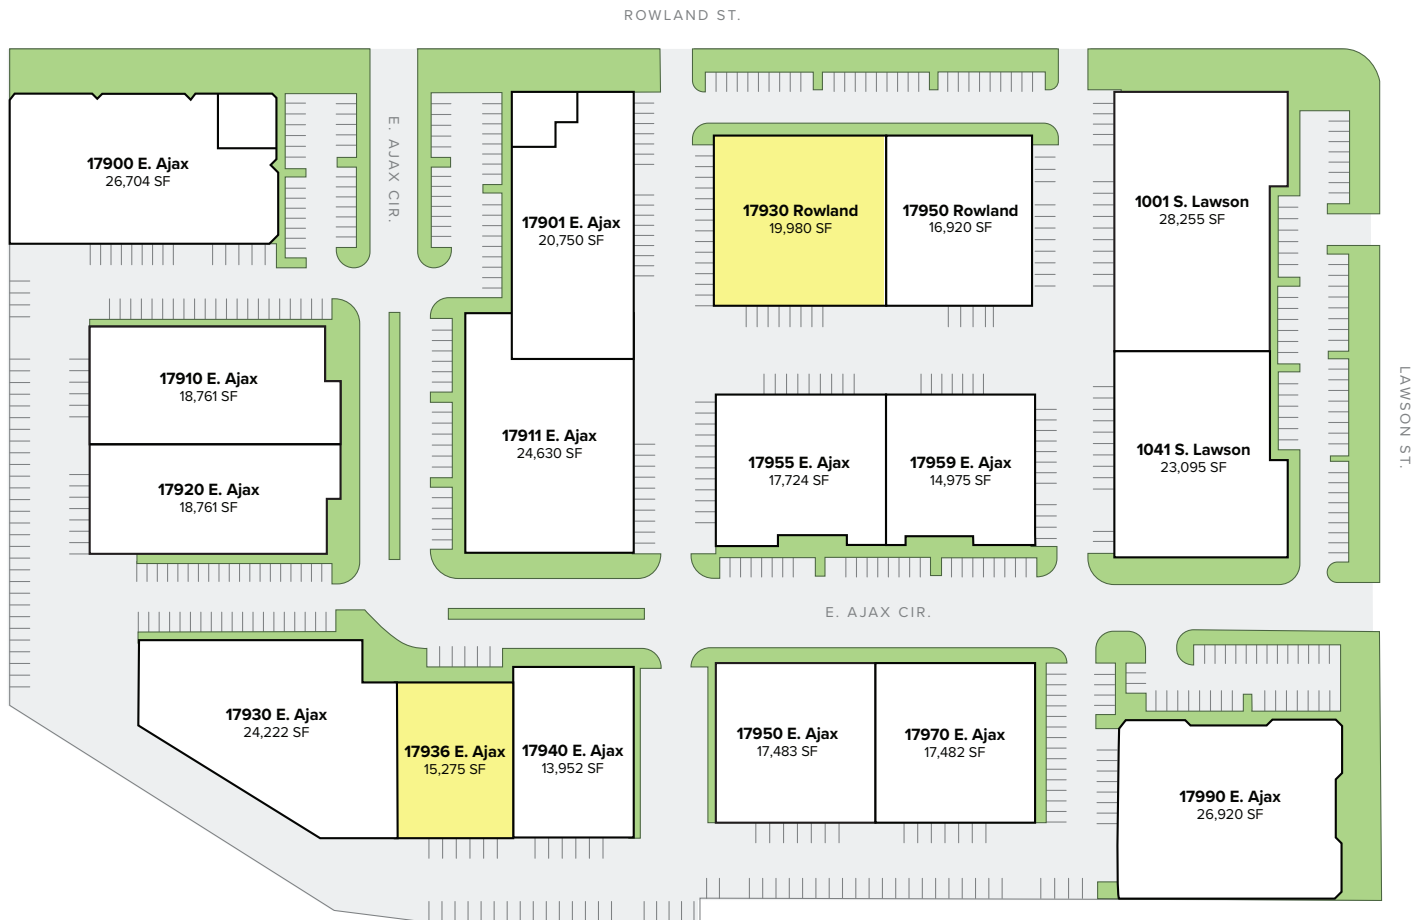 ROWLAND ST.
E. AJAX CIR.
17900 E. Ajax
26,704 SF
17901 E. Ajax
20,750 SF
17930 Rowland
19,980 SF
17950 Rowland
16,920 SF
1001 S. Lawson
28,255 SF
17910 E. Ajax
18,761 SF
17920 E. Ajax
18,761 SF
17911 E. Ajax
24,630 SF
17955 E. Ajax
17,724 SF
17959 E. Ajax
14,975 SF
1041 S. Lawson
23,095 SF
LAWSON ST.
E. AJAX CIR.
17930 E. Ajax
24,222 SF
17936 E. Ajax
15,275 SF
17940 E. Ajax
13,952 SF
17950 E. Ajax
17,483 SF
17970 E. Ajax
17,482 SF
17990 E. Ajax
26,920 SF